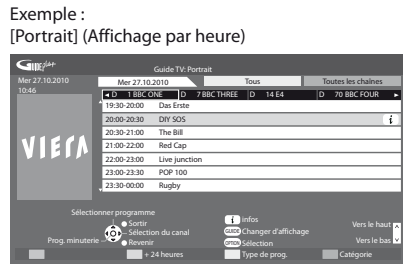 Exemple :
[Portrait] (Affichage par heure)
GUIDE Plus+
Guide TV: Portrait
Mer 27.10.2010
10:46
Mer 27.10.2010 Tous Toutes les chaînes
D 1 BBC ONE D 7 BBC THREE D 14 E4 D 70 BBC FOUR
19:30-20:00 Das Erste
20:00-20:30 DIY SOS i
20:30-21:00 The Bill
21:00-22:00 Red Cap
22:00-23:00 Live junction
23:00-23:30 POP 100
23:30-00:00 Rugby
VIERA
Sélectionner programme
Sortir
Sélection du canal
Prog. minuterie
Revenir
i infos
GUIDE Changer d'affichage
OPTION Sélection
Vers le haut
Vers le bas
+ 24 heures Type de prog. Catégorie